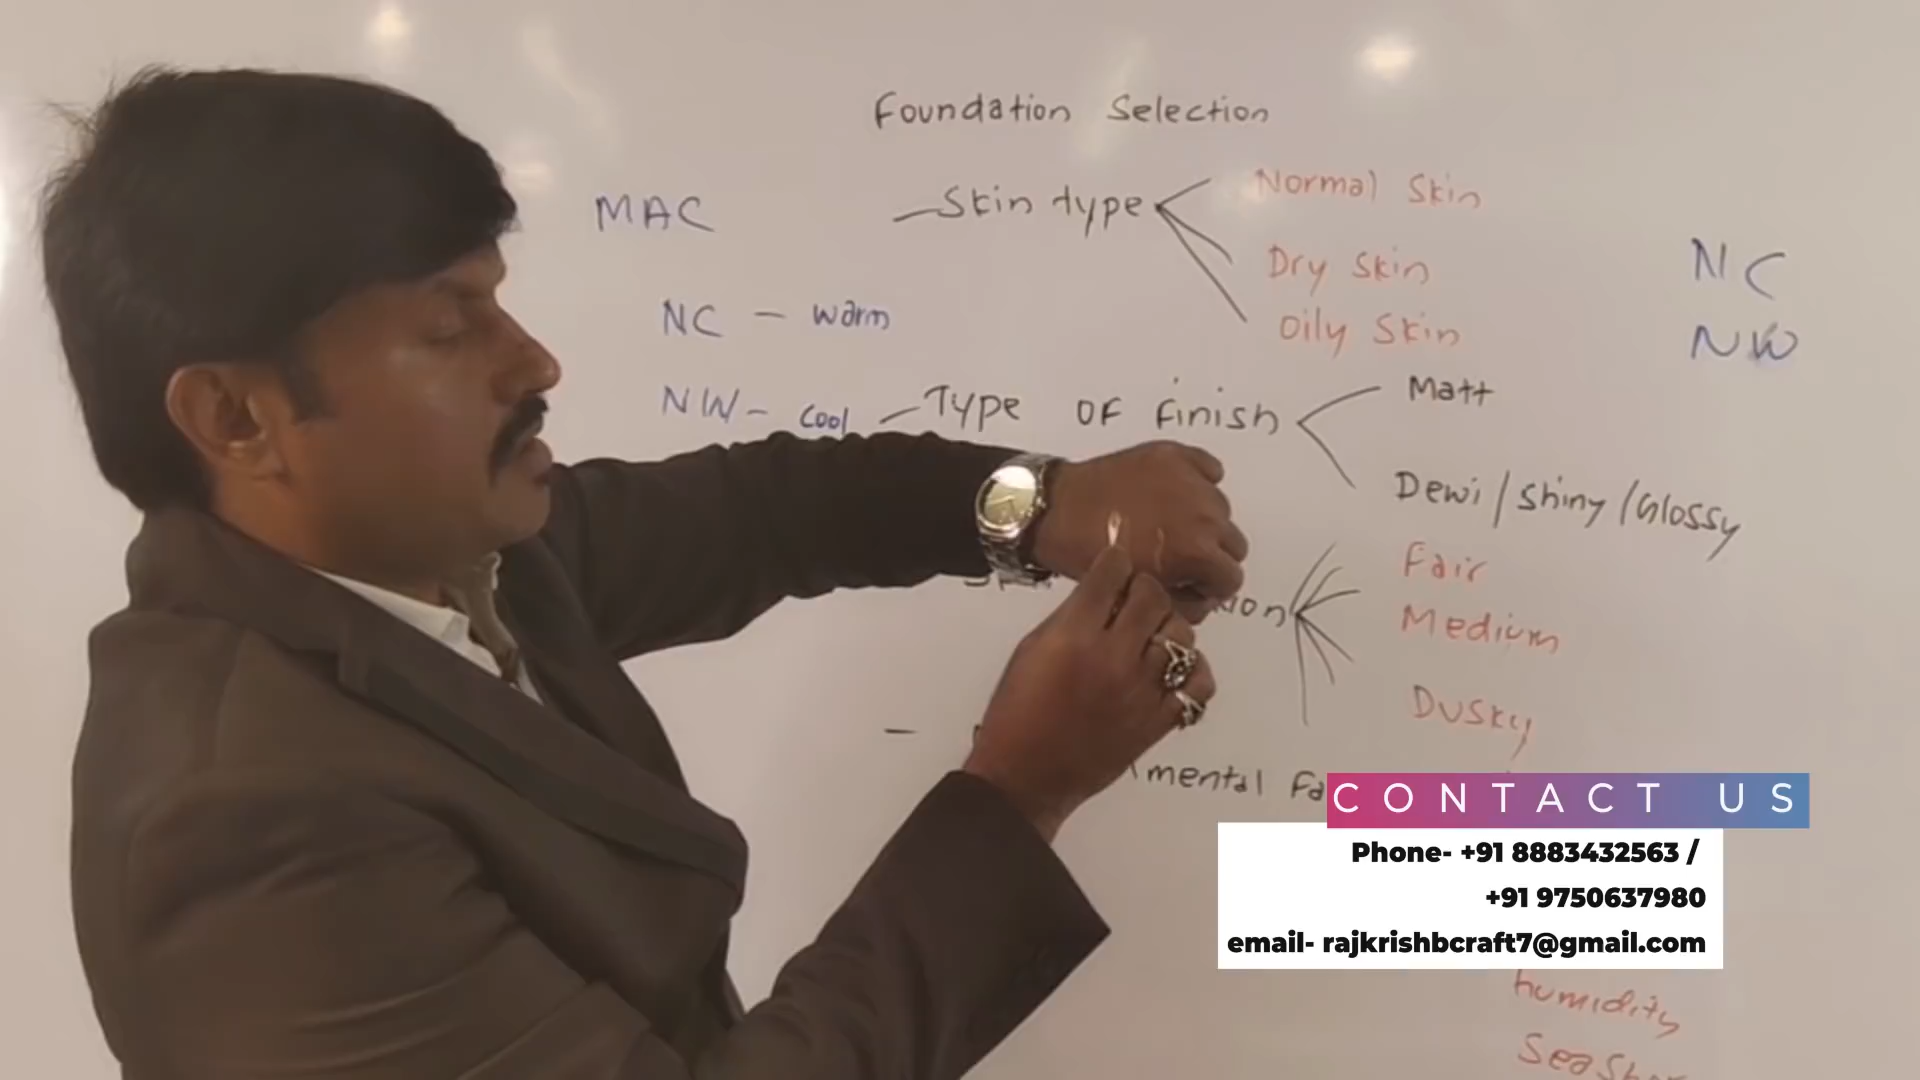 Foundation Selection
MAC
Skin type
Normal Skin
Dry Skin
Oily Skin
NC
NW
NC - warm
NW - Cool
Type OF Finish
Matt
Dewi / Shiny / Glossy
Fair
Medium
Dusky
CONTACT US
Phone- +91 8883432563 /
+91 9750637980
email- rajkrishbcraft7@gmail.com
humidity